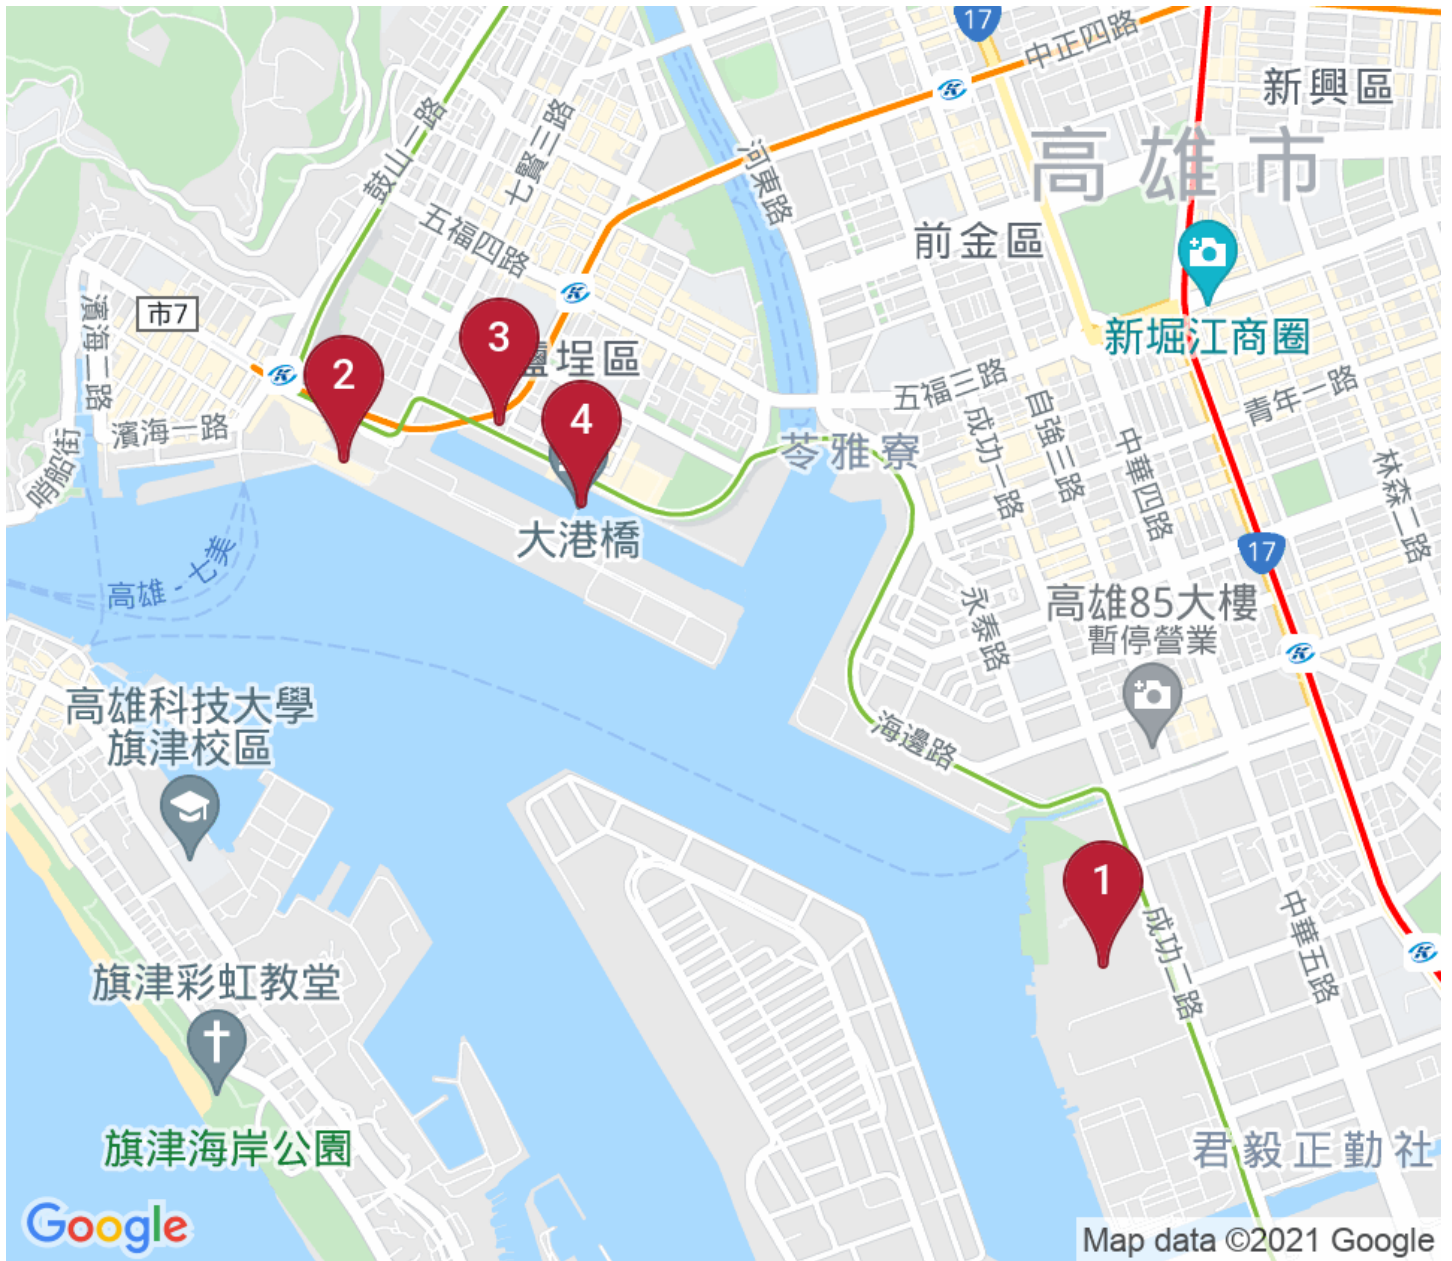 17
中正四路
新興區
高雄市
鼓山一路
七賢三路
河東路
五福四路
前金區
市7
濱海二路
新堀江商圈
3
2
鹽埕區
4
五福三路
青年一路
濱海一路
哨船街
苓雅寮
成功一路
自強三路
中華四路
林森二路
大港橋
17
高雄 - 七美
永泰路
高雄85大樓
暫停營業
高雄科技大學
旗津校區
海邊路
1
成功二路
中華五路
旗津彩虹教堂
旗津海岸公園
君毅正勤社
Google
Map data ©2021 Google